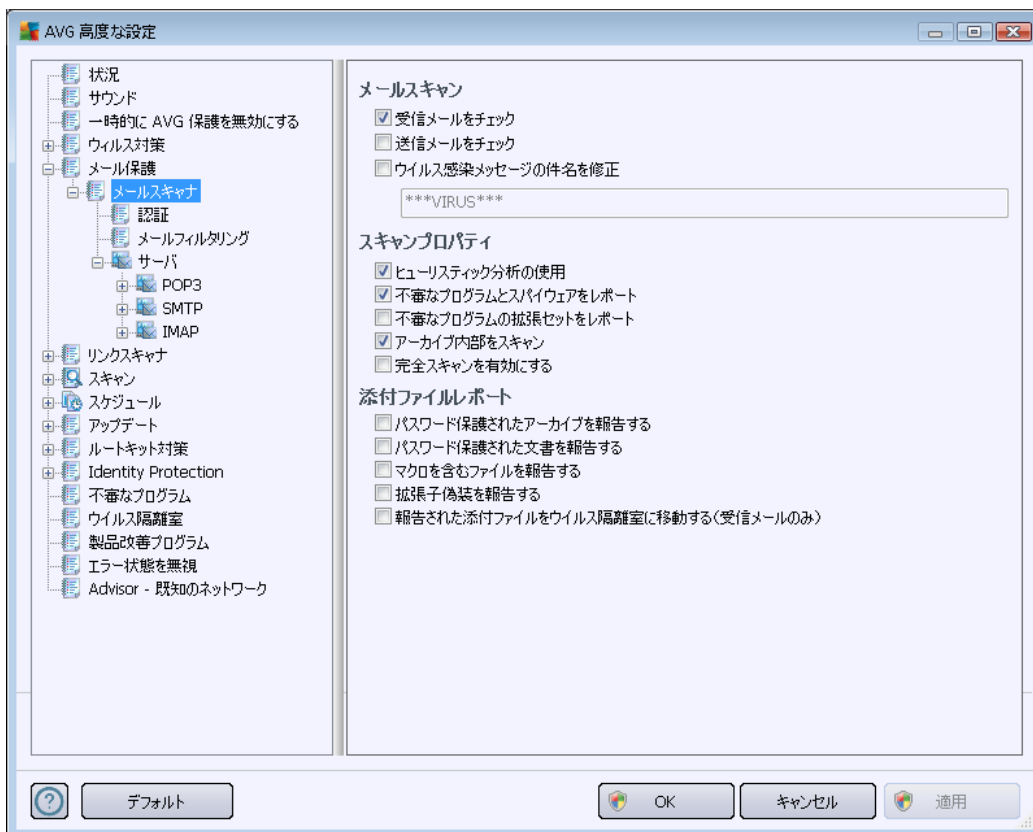 AVG 高度な設定
状況
サウンド
一時的に AVG 保護を無効にする
ウィルス対策
メール保護
メールスキャナ
認証
メールフィルタリング
サーバ
POP3
SMTP
IMAP
リンクスキャナ
スキャン
スケジュール
アップデート
ルートキット対策
Identity Protection
不審なプログラム
ウイルス隔離室
製品改善プログラム
エラー状態を無視
Advisor - 既知のネットワーク
メールスキャン
受信メールをチェック
送信メールをチェック
ウイルス感染メッセージの件名を修正
***VIRUS***
スキャンプロパティ
ヒューリスティック分析の使用
不審なプログラムとスパイウェアをレポート
不審なプログラムの拡張セットをレポート
アーカイブ内部をスキャン
完全スキャンを有効にする
添付ファイルレポート
パスワード保護されたアーカイブを報告する
パスワード保護された文書を報告する
マクロを含むファイルを報告する
拡張子偽装を報告する
報告された添付ファイルをウイルス隔離室に移動する(受信メールのみ)
デフォルト
OK
キャンセル
適用